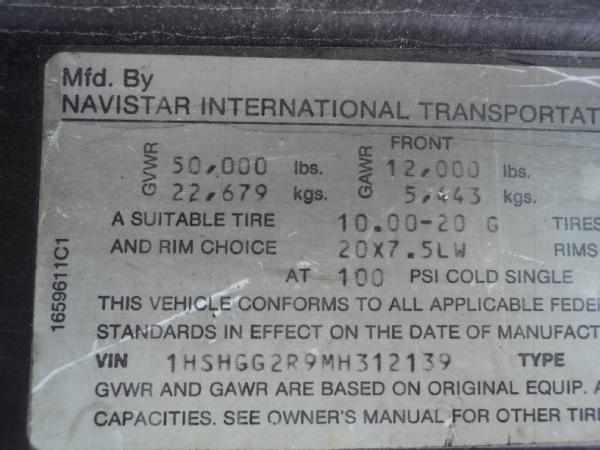 Mfd. By
NAVISTAR INTERNATIONAL TRANSPORTAT
FRONT
GVWR 50,000 lbs. GAWR 12,000 lbs.
22,679 kgs. 5,443 kgs.
A SUITABLE TIRE 10.00-20 G TIRES
AND RIM CHOICE 20X7.5LW RIMS
AT 100 PSI COLD SINGLE
THIS VEHICLE CONFORMS TO ALL APPLICABLE FEDE
STANDARDS IN EFFECT ON THE DATE OF MANUFACT
VIN 1HSHGG2R9MH312139 TYPE
GVWR AND GAWR ARE BASED ON ORIGINAL EQUIP. A
CAPACITIES. SEE OWNER'S MANUAL FOR OTHER TIRE
1659611C1